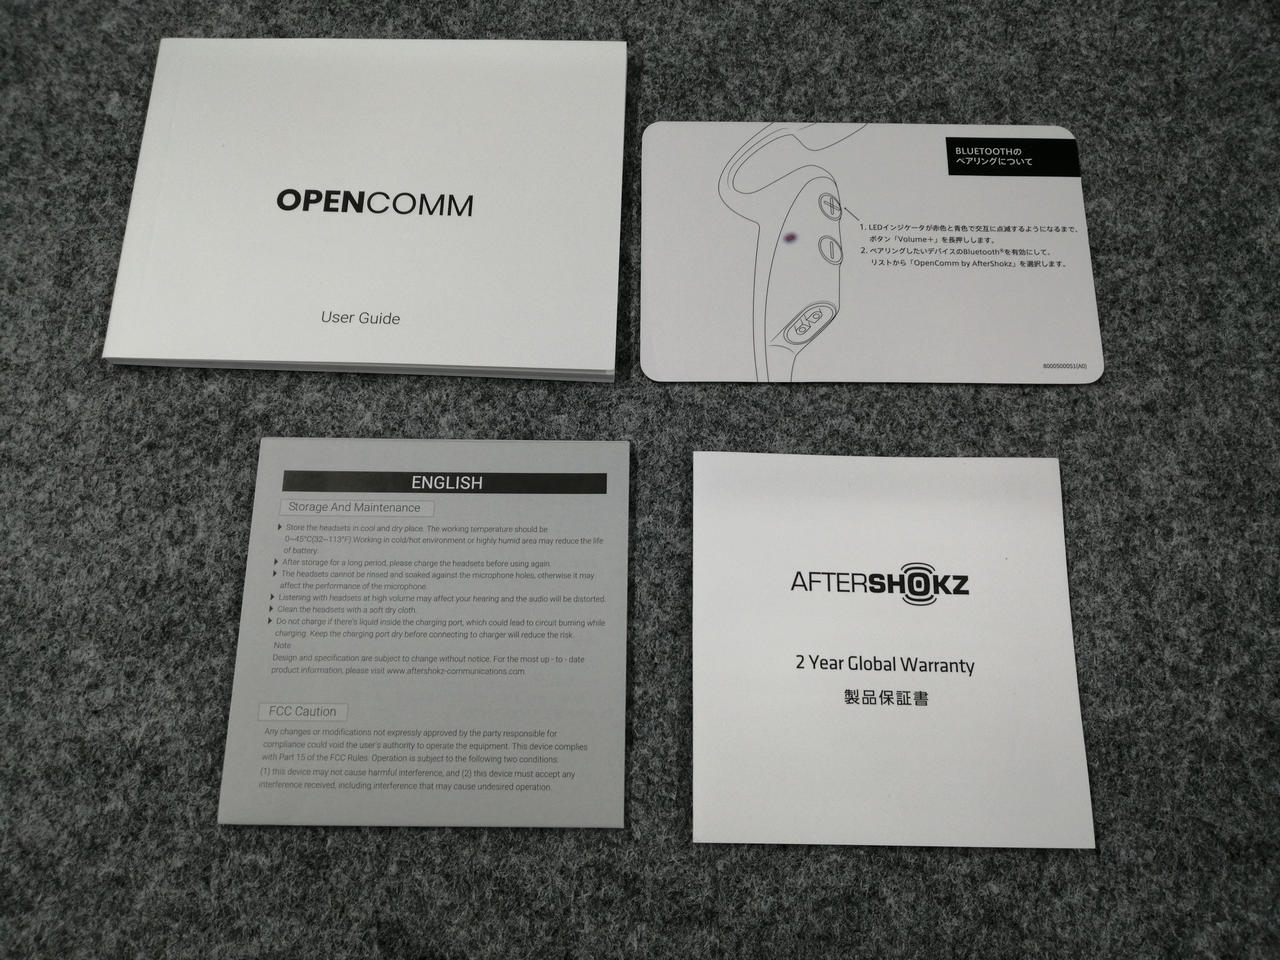 OPENCOMM
User Guide
BLUETOOTHの
ペアリングについて
1. LEDインジケータが赤色と青色で交互に点滅するようになるまで、
ボタン「Volume＋」を長押しします。
2. ペアリングしたいデバイスのBluetooth®を有効にして、
リストから「OpenComm by AfterShokz」を選択します。
8000500051(A0)
ENGLISH
Storage And Maintenance
Store the headsets in cool and dry place. The working temperature should be
0~45°C(32~113°F).Working in cold/hot environment or highly humid area may reduce the life
of battery.
After storage for a long period, please charge the headsets before using again.
The headsets cannot be rinsed and soaked against the microphone holes, otherwise it may
affect the performance of the microphone.
Listening with headsets at high volume may affect your hearing and the audio will be distorted.
Clean the headsets with a soft dry cloth.
Do not charge if there's liquid inside the charging port, which could lead to circuit burning while
charging. Keep the charging port dry before connecting to charger will reduce the risk.
Note
Design and specification are subject to change without notice. For the most up - to - date
product information, please visit www.aftershokz-communications.com.
FCC Caution
Any changes or modifications not expressly approved by the party responsible for
compliance could void the user's authority to operate the equipment. This device complies
with Part 15 of the FCC Rules. Operation is subject to the following two conditions:
(1) this device may not cause harmful interference, and (2) this device must accept any
interference received, including interference that may cause undesired operation.
AFTERSHOKZ
2 Year Global Warranty
製品保証書